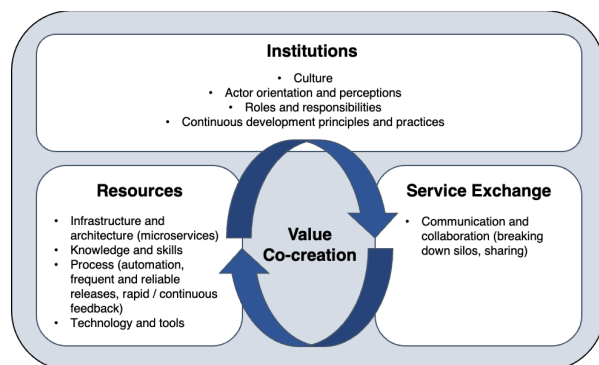 Institutions
• Culture
• Actor orientation and perceptions
• Roles and responsibilities
• Continuous development principles and practices
Resources
• Infrastructure and
architecture (microservices)
• Knowledge and skills
• Process (automation,
frequent and reliable
releases, rapid / continuous
feedback)
• Technology and tools
Value
Co-creation
Service Exchange
• Communication and
collaboration (breaking
down silos, sharing)